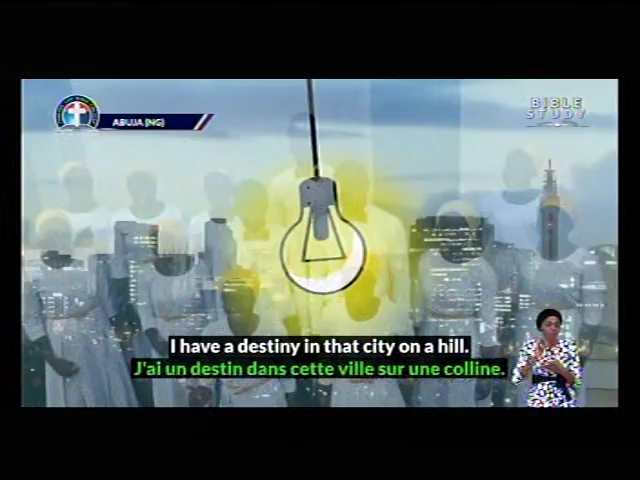 ABUJA (NG)
BIBLE
STUDY
I have a destiny in that city on a hill.
J'ai un destin dans cette ville sur une colline.